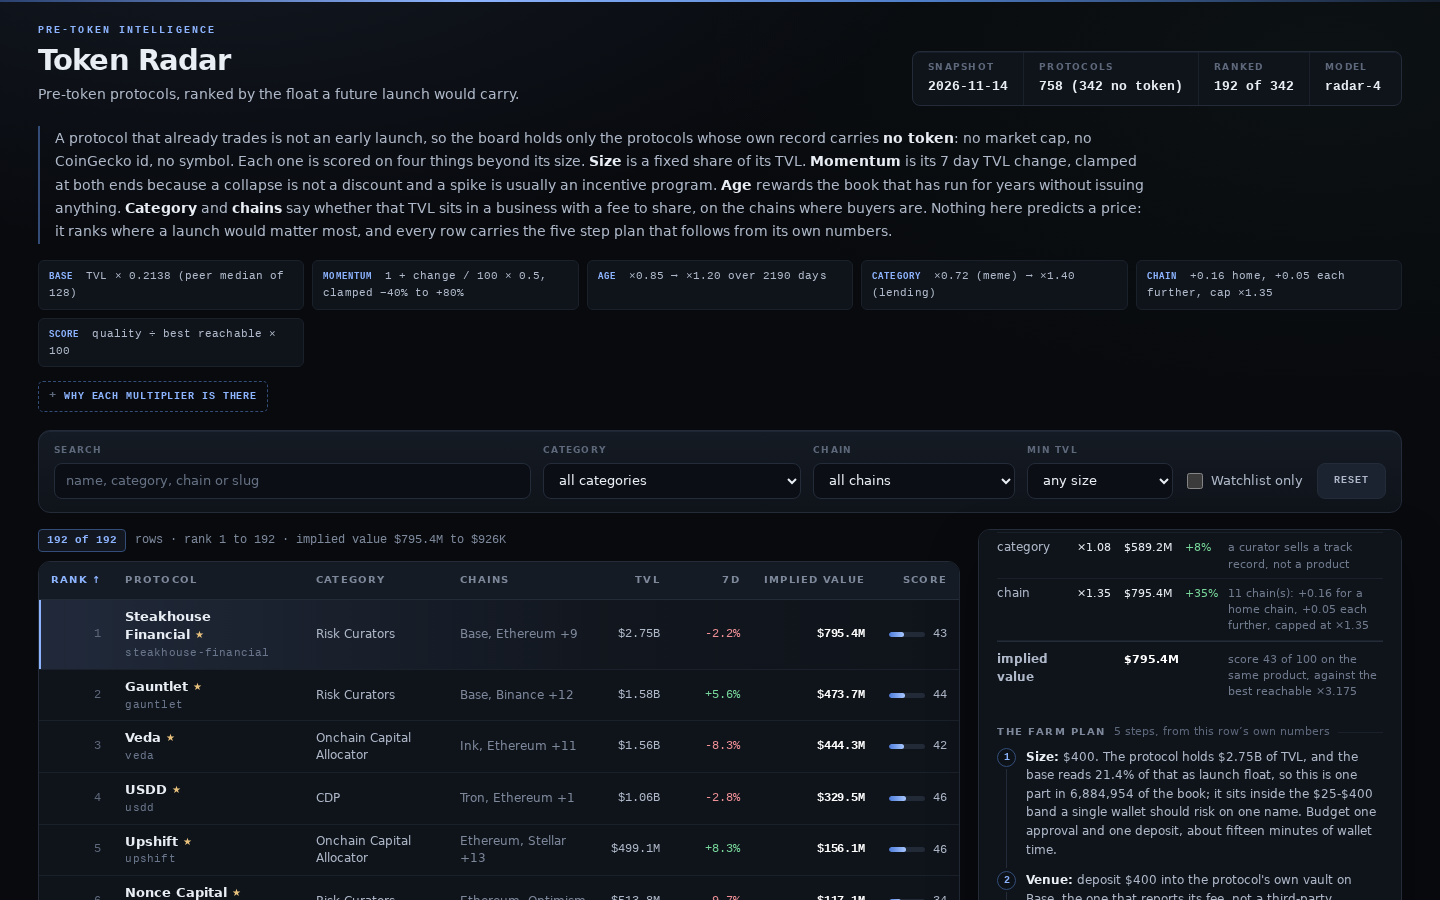 PRE-TOKEN INTELLIGENCE
Token Radar
Pre-token protocols, ranked by the float a future launch would carry.
SNAPSHOT
2026-11-14
PROTOCOLS
758 (342 no token)
RANKED
192 of 342
MODEL
radar-4
A protocol that already trades is not an early launch, so the board holds only the protocols whose own record carries no token: no market cap, no
CoinGecko id, no symbol. Each one is scored on four things beyond its size. Size is a fixed share of its TVL. Momentum is its 7 day TVL change, clamped
at both ends because a collapse is not a discount and a spike is usually an incentive program. Age rewards the book that has run for years without issuing
anything. Category and chains say whether that TVL sits in a business with a fee to share, on the chains where buyers are. Nothing here predicts a price:
it ranks where a launch would matter most, and every row carries the five step plan that follows from its own numbers.
BASE TVL × 0.2138 (peer median of
128)
MOMENTUM 1 + change / 100 × 0.5,
clamped −40% to +80%
AGE ×0.85 → ×1.20 over 2190 days
CATEGORY ×0.72 (meme) → ×1.40
(lending)
CHAIN +0.16 home, +0.05 each
further, cap ×1.35
SCORE quality ÷ best reachable ×
100
+ WHY EACH MULTIPLIER IS THERE
SEARCH
name, category, chain or slug
CATEGORY
all categories
CHAIN
all chains
MIN TVL
any size
Watchlist only
RESET
192 of 192 rows · rank 1 to 192 · implied value $795.4M to $926K
RANK ↑ PROTOCOL CATEGORY CHAINS TVL 7D IMPLIED VALUE SCORE
1 Steakhouse Financial ★ steakhouse-financial Risk Curators Base, Ethereum +9 $2.75B -2.2% $795.4M 43
2 Gauntlet ★ gauntlet Risk Curators Base, Binance +12 $1.58B +5.6% $473.7M 44
3 Veda ★ veda Onchain Capital Allocator Ink, Ethereum +11 $1.56B -8.3% $444.3M 42
4 USDD ★ usdd CDP Tron, Ethereum +1 $1.06B -2.8% $329.5M 46
5 Upshift ★ upshift Onchain Capital Allocator Ethereum, Stellar +13 $499.1M +8.3% $156.1M 46
6 Nonce Capital ★ Risk Curators Ethereum, Optimism $513.8M -9.7% $117.1M 34
category ×1.08 $589.2M +8% a curator sells a track
record, not a product
chain ×1.35 $795.4M +35% 11 chain(s): +0.16 for a
home chain, +0.05 each
further, capped at ×1.35
implied value $795.4M score 43 of 100 on the
same product, against the
best reachable ×3.175
THE FARM PLAN 5 steps, from this row's own numbers
1 Size: $400. The protocol holds $2.75B of TVL, and the
base reads 21.4% of that as launch float, so this is one
part in 6,884,954 of the book; it sits inside the $25-$400
band a single wallet should risk on one name. Budget one
approval and one deposit, about fifteen minutes of wallet
time.
2 Venue: deposit $400 into the protocol's own vault on
Base, the one that reports its fee, not a third-party